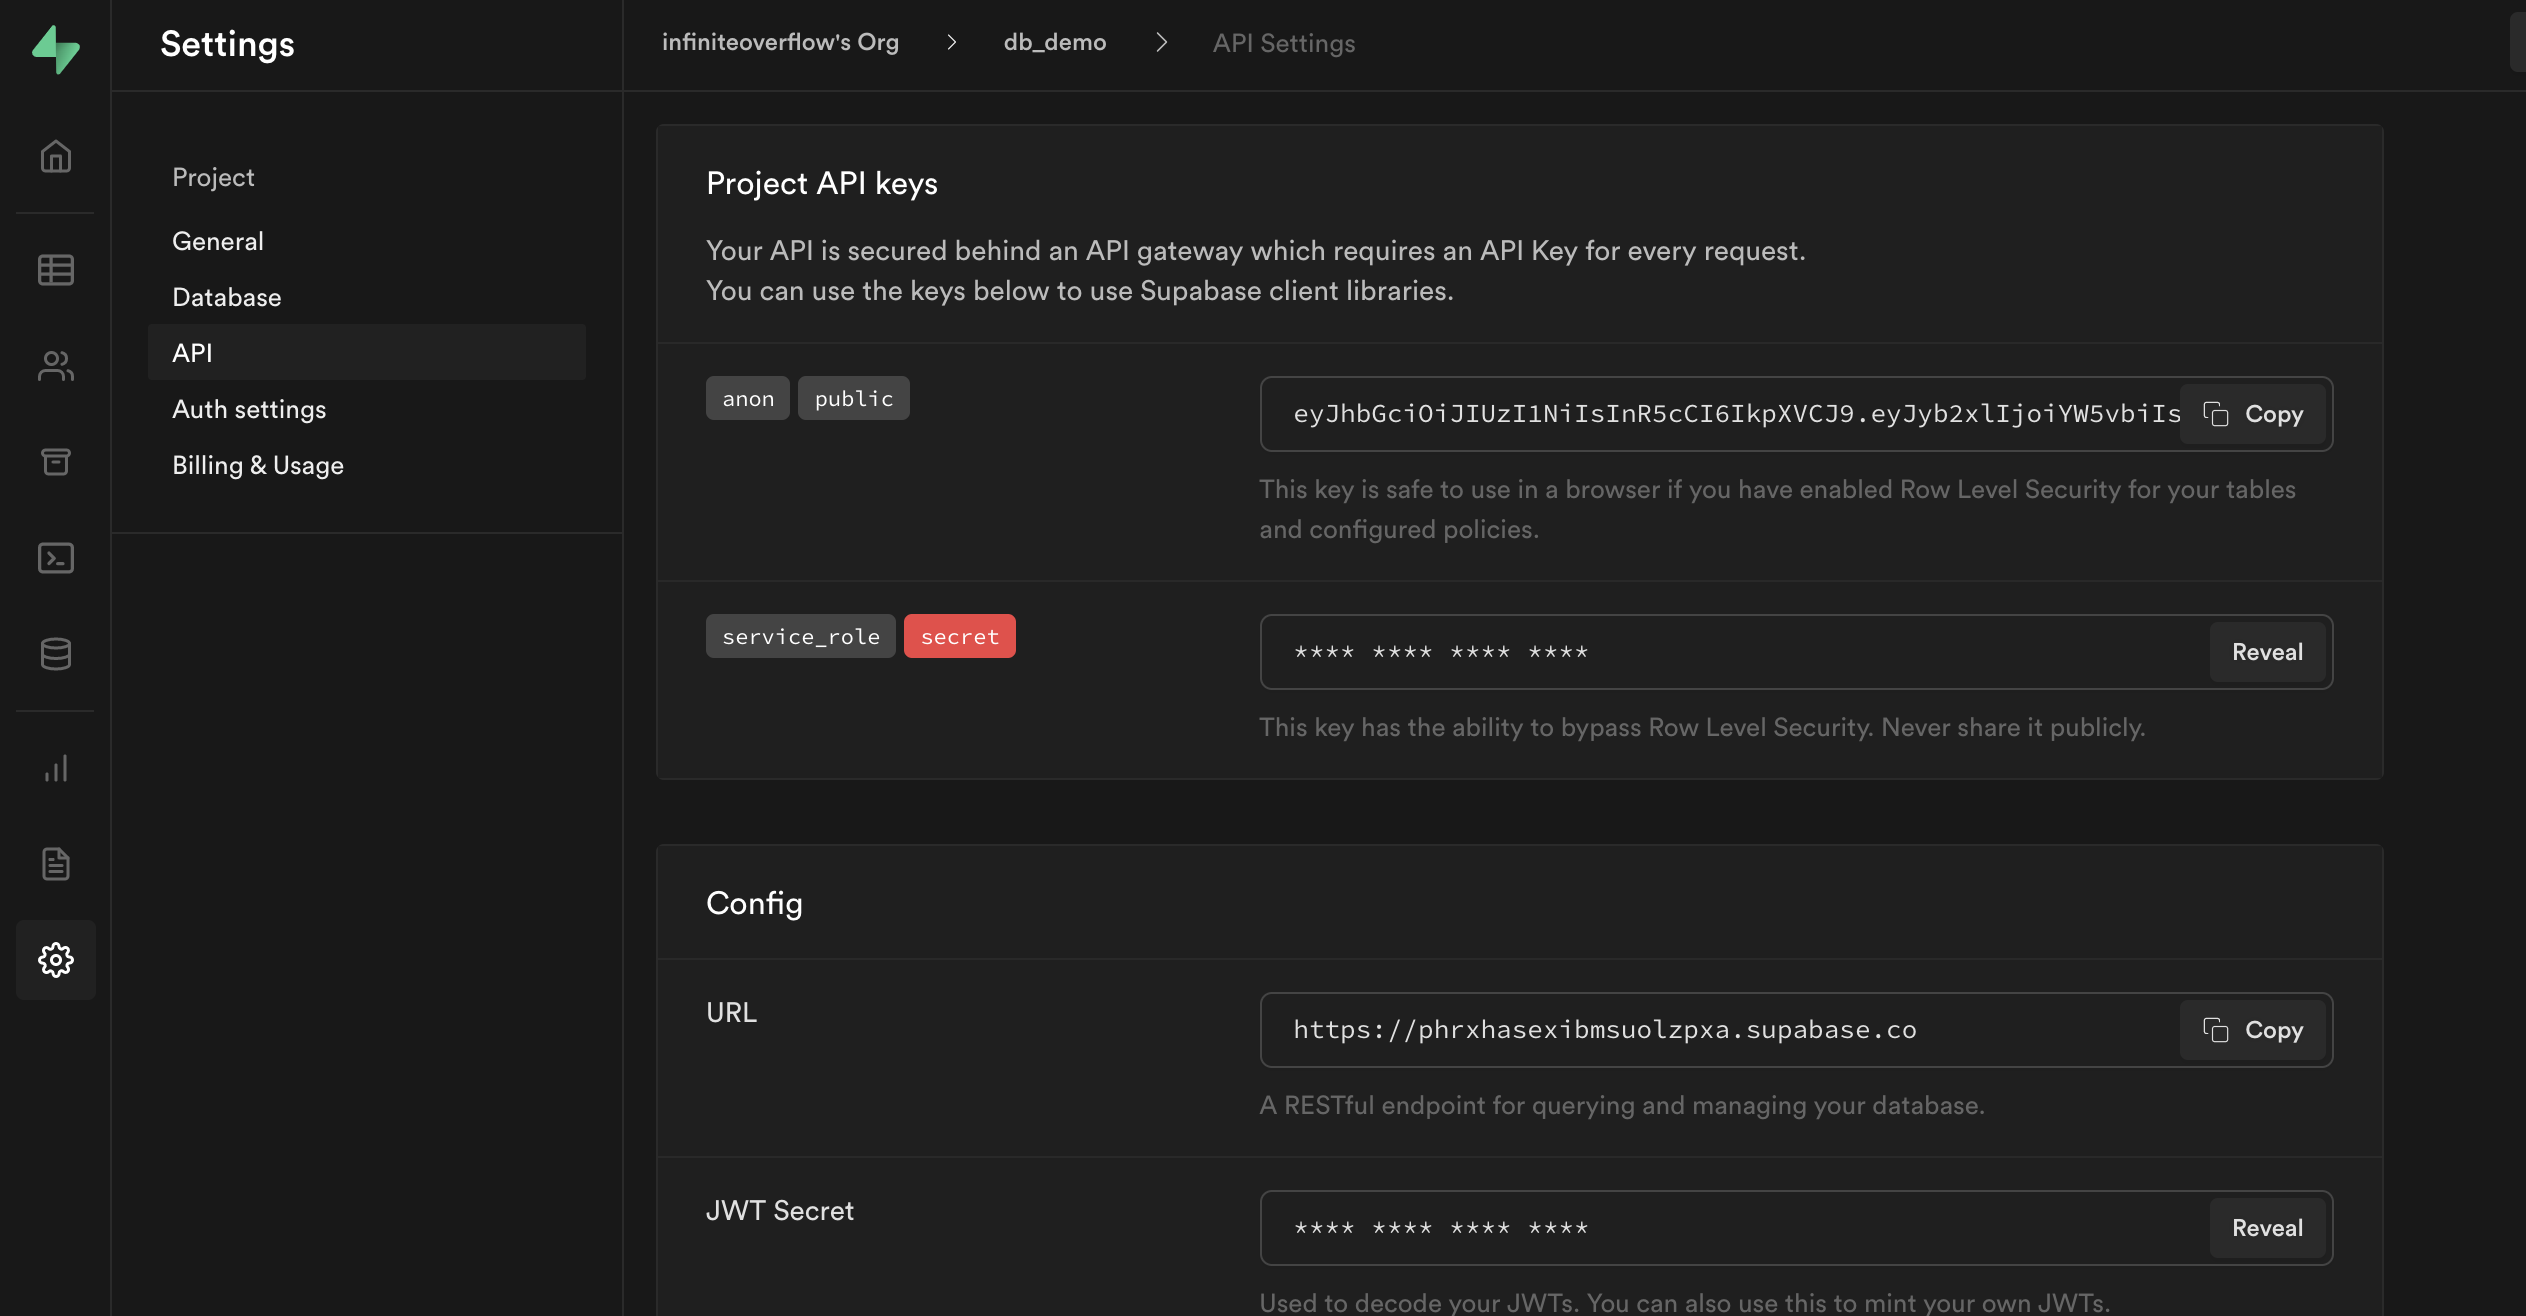 Settings
infiniteoverflow's Org > db_demo > API Settings
Project
General
Database
API
Auth settings
Billing & Usage
Project API keys
Your API is secured behind an API gateway which requires an API Key for every request.
You can use the keys below to use Supabase client libraries.
anon public
eyJhbGciOiJIUzI1NiIsInR5cCI6IkpXVCJ9.eyJyb2xlIjoiYW5vbiIs Copy
This key is safe to use in a browser if you have enabled Row Level Security for your tables
and configured policies.
service_role secret
**** **** **** **** Reveal
This key has the ability to bypass Row Level Security. Never share it publicly.
Config
URL
https://phrxhasexibmsuolzpxa.supabase.co Copy
A RESTful endpoint for querying and managing your database.
JWT Secret
**** **** **** **** Reveal
Used to decode your JWTs. You can also use this to mint your own JWTs.